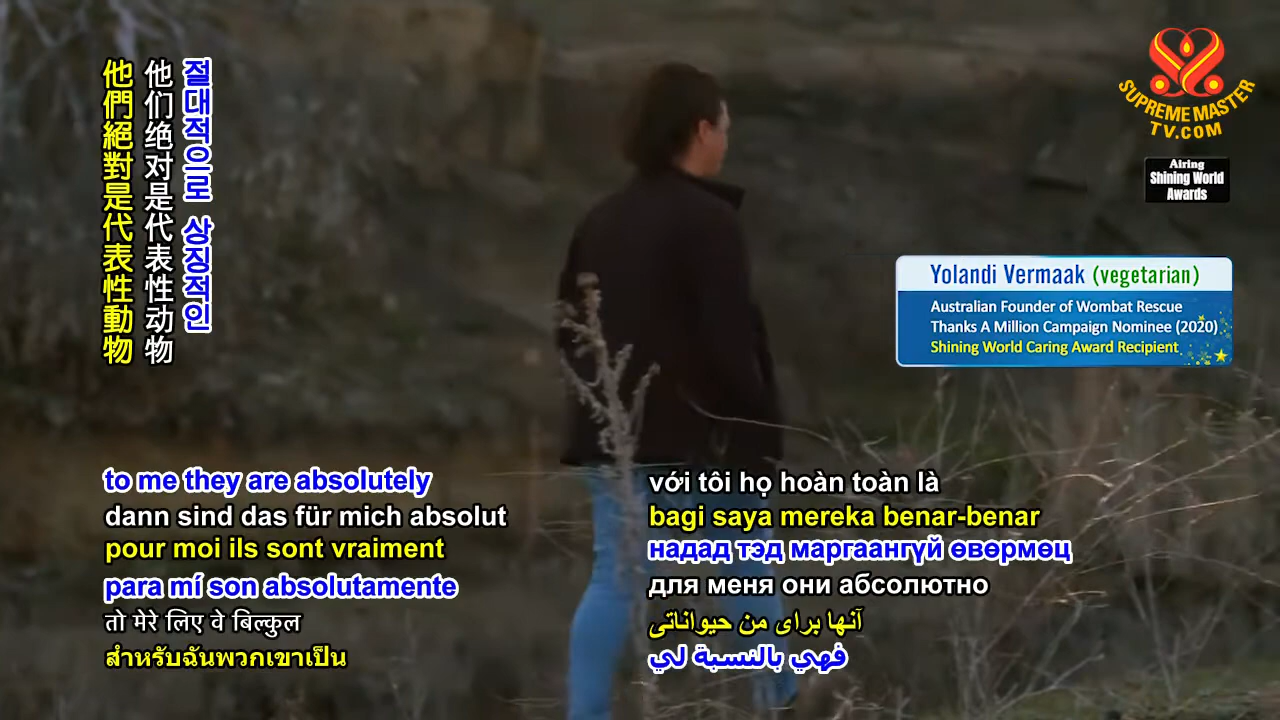 他們絕對是代表性動物
他们绝对是代表性动物
절대적으로 상징적인
SUPREME MASTER
TV.COM
Airing
Shining World
Awards
Yolandi Vermaak (vegetarian)
Australian Founder of Wombat Rescue
Thanks A Million Campaign Nominee (2020)
Shining World Caring Award Recipient
to me they are absolutely
dann sind das für mich absolut
pour moi ils sont vraiment
para mí son absolutamente
तो मेरे लिए वे बिल्कुल
สำหรับฉันพวกเขาเป็น
với tôi họ hoàn toàn là
bagi saya mereka benar-benar
надад тэд маргаангүй өвөрмөц
для меня они абсолютно
آنها برای من حیواناتی
فهي بالنسبة لي